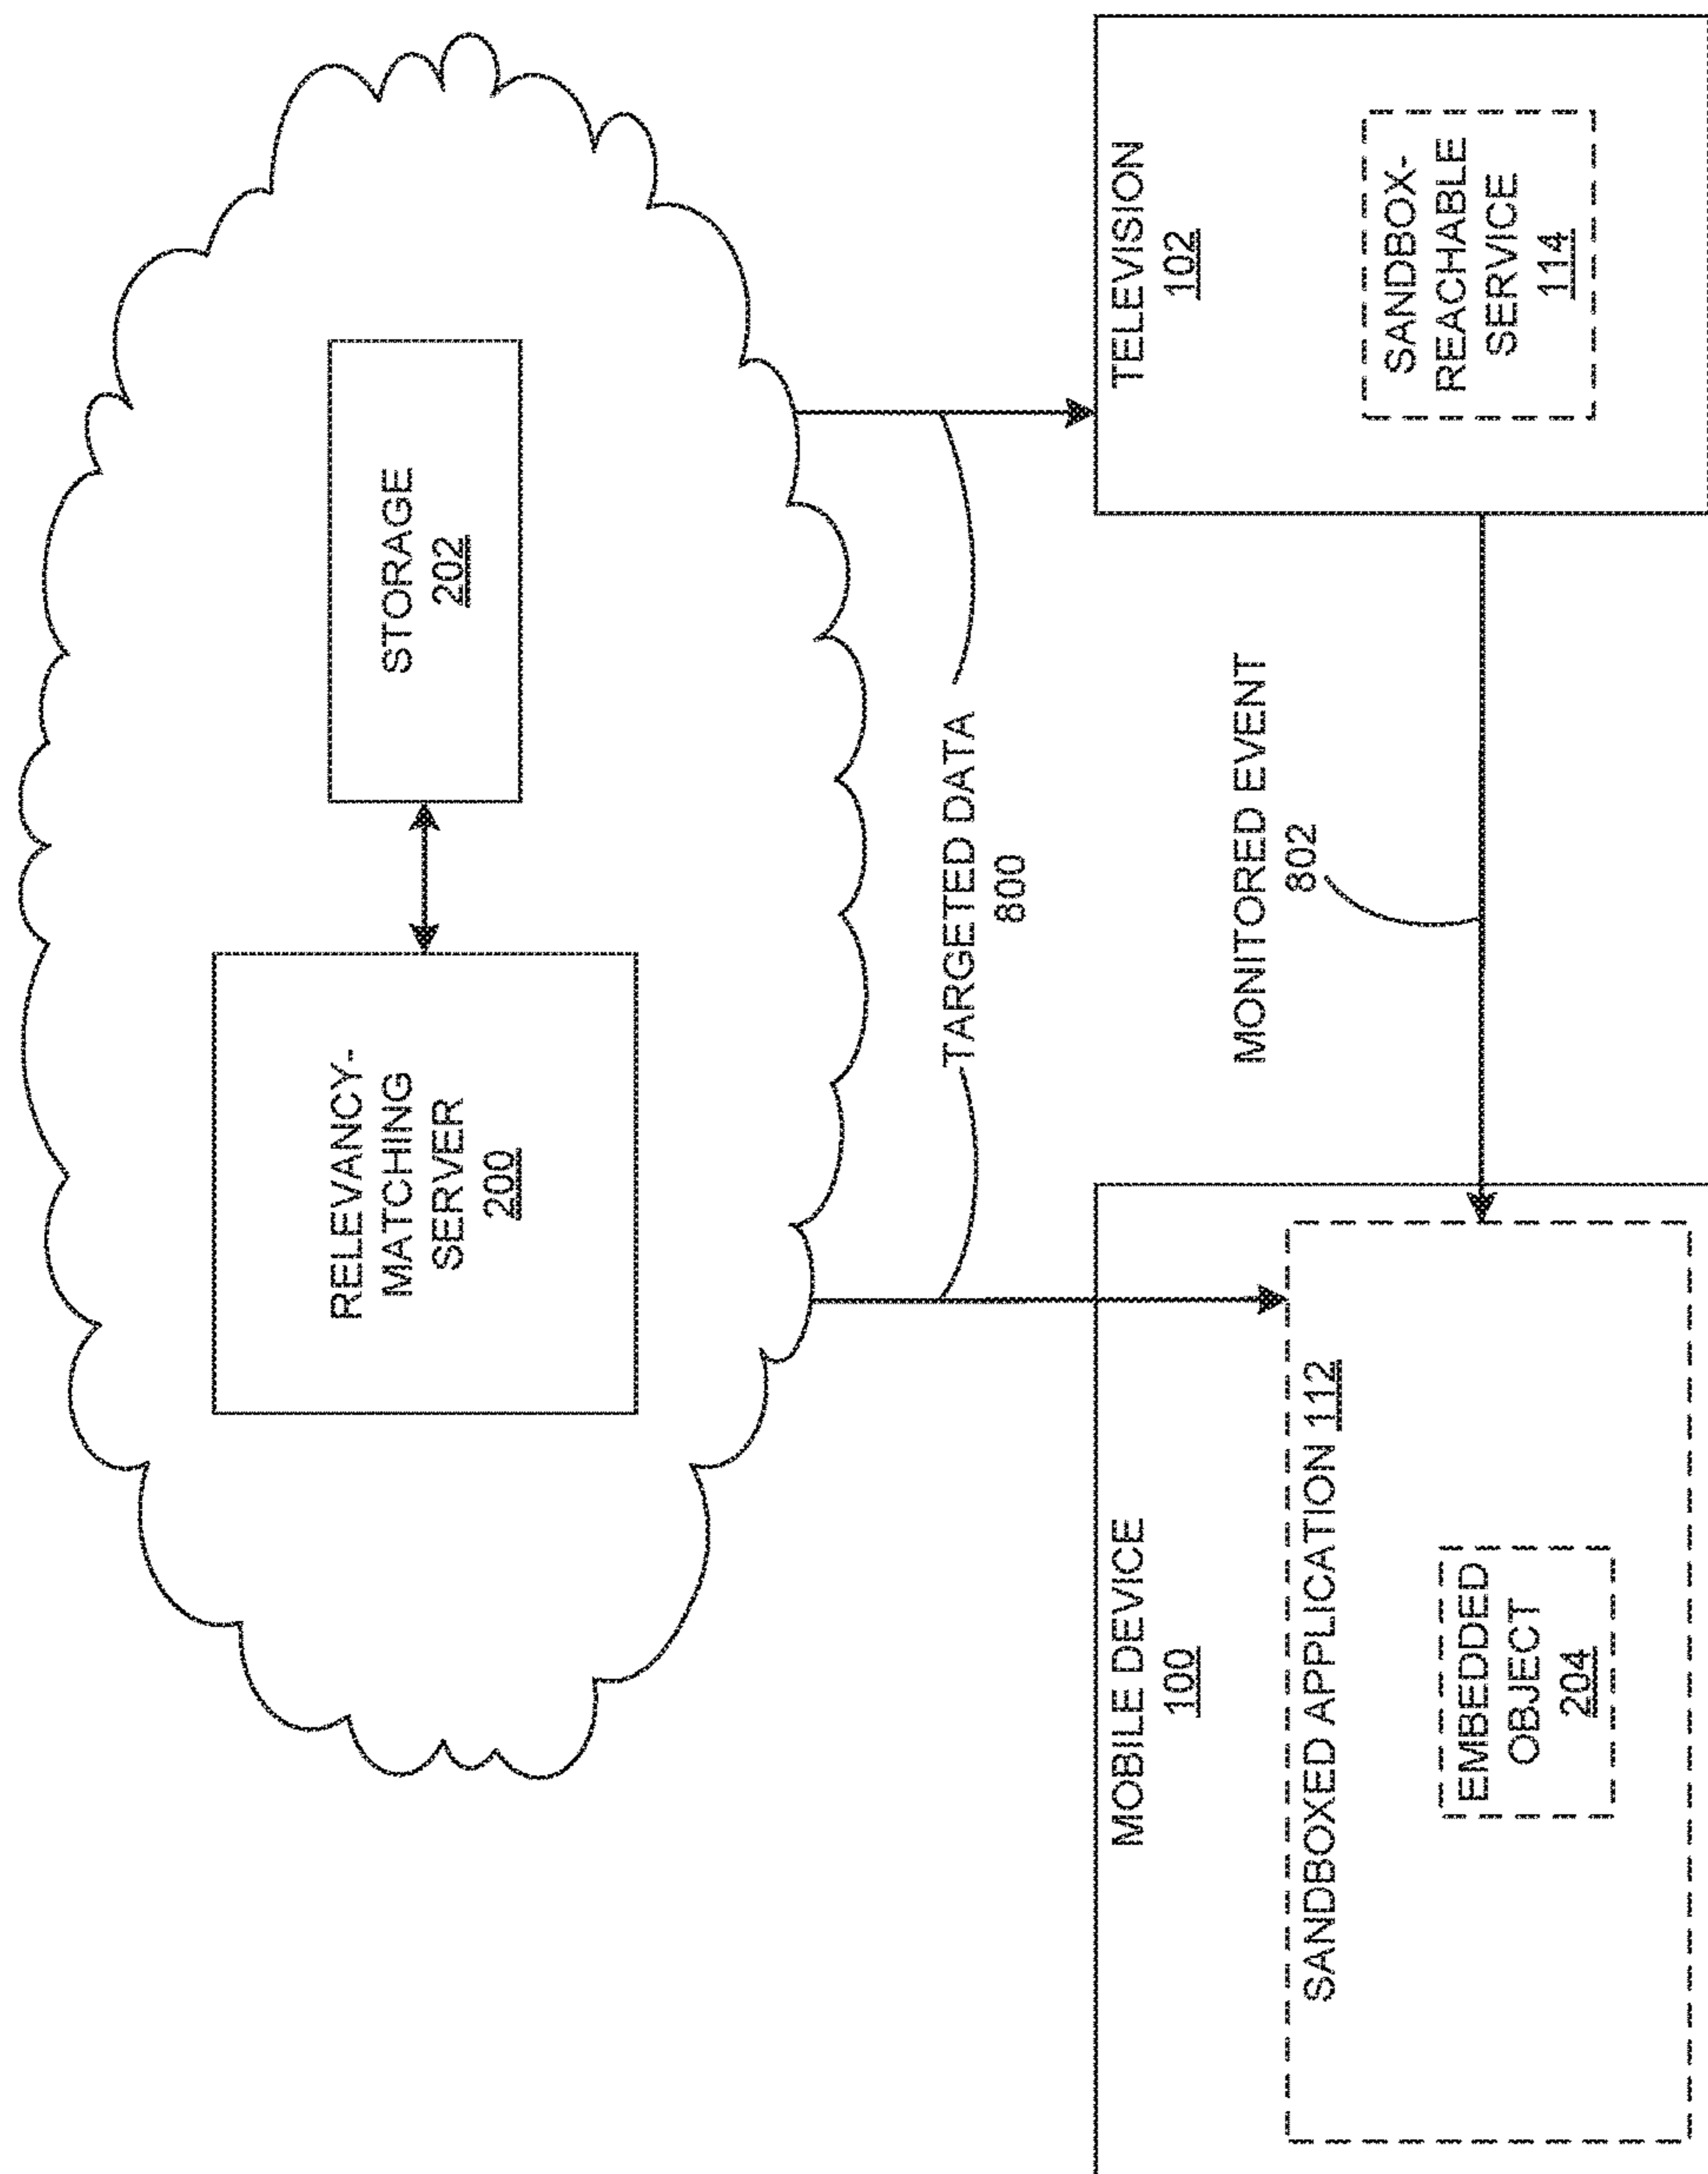 RELEVANCY-
MATCHING
SERVER
200
STORAGE
202
TARGETED DATA
800
MOBILE DEVICE
100
SANDBOXED APPLICATION 112
EMBEDDED
OBJECT
204
MONITORED EVENT
802
TELEVISION
102
SANDBOX-
REACHABLE
SERVICE
114